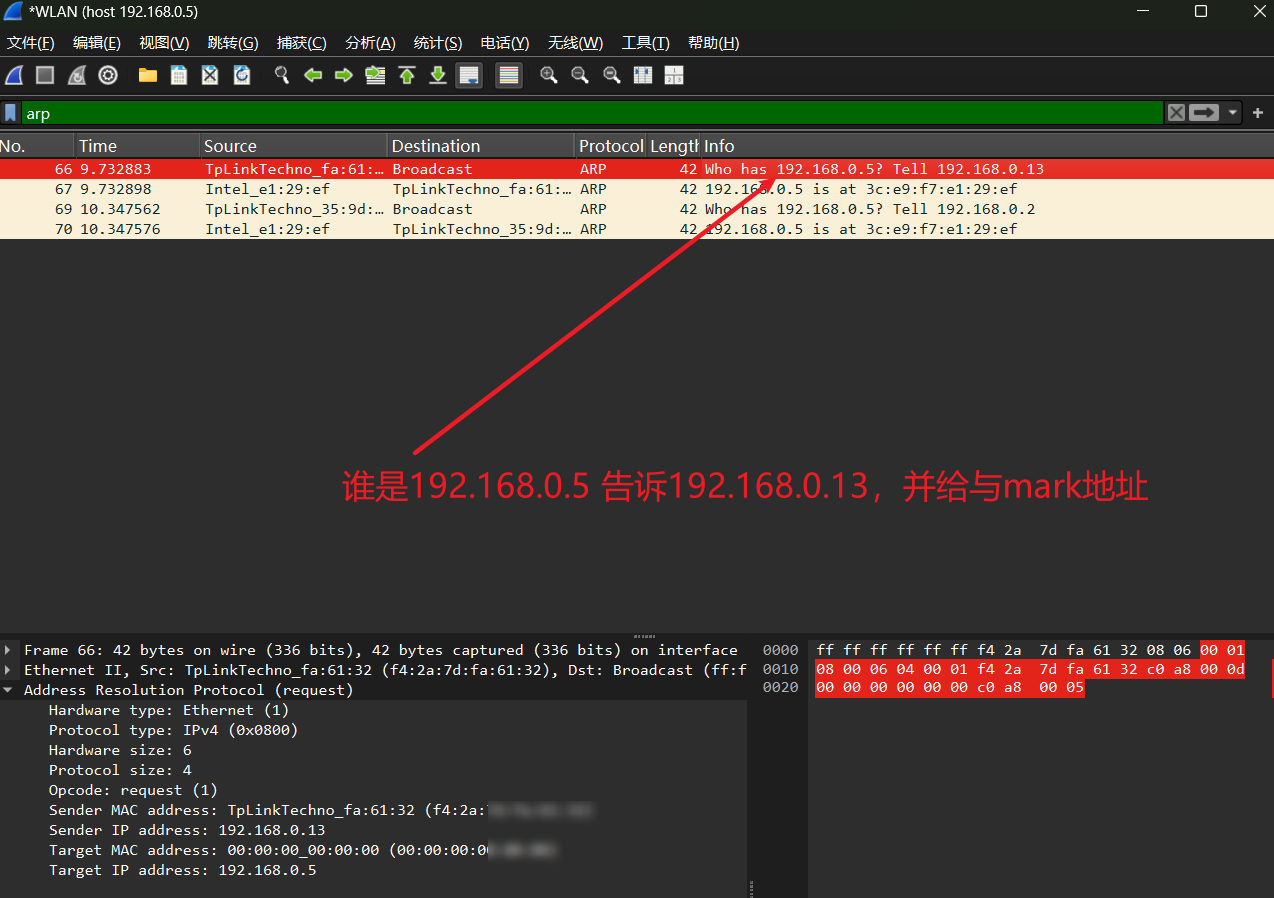 *WLAN (host 192.168.0.5)
文件(F) 编辑(E) 视图(V) 跳转(G) 捕获(C) 分析(A) 统计(S) 电话(Y) 无线(W) 工具(T) 帮助(H)
arp
No. Time Source Destination Protocol Length Info
66 9.732883 TpLinkTechno_fa:61:… Broadcast ARP 42 Who has 192.168.0.5? Tell 192.168.0.13
67 9.732898 Intel_e1:29:ef TpLinkTechno_fa:61:… ARP 42 192.168.0.5 is at 3c:e9:f7:e1:29:ef
69 10.347562 TpLinkTechno_35:9d:… Broadcast ARP 42 Who has 192.168.0.5? Tell 192.168.0.2
70 10.347576 Intel_e1:29:ef TpLinkTechno_35:9d:… ARP 42 192.168.0.5 is at 3c:e9:f7:e1:29:ef
谁是192.168.0.5 告诉192.168.0.13，并给与mark地址
Frame 66: 42 bytes on wire (336 bits), 42 bytes captured (336 bits) on interface
Ethernet II, Src: TpLinkTechno_fa:61:32 (f4:2a:7d:fa:61:32), Dst: Broadcast (ff:f
Address Resolution Protocol (request)
Hardware type: Ethernet (1)
Protocol type: IPv4 (0x0800)
Hardware size: 6
Protocol size: 4
Opcode: request (1)
Sender MAC address: TpLinkTechno_fa:61:32 (f4:2a:
Sender IP address: 192.168.0.13
Target MAC address: 00:00:00_00:00:00 (00:00:00:0
Target IP address: 192.168.0.5
0000 ff ff ff ff ff ff f4 2a 7d fa 61 32 08 06 00 01
0010 08 00 06 04 00 01 f4 2a 7d fa 61 32 c0 a8 00 0d
0020 00 00 00 00 00 00 c0 a8 00 05